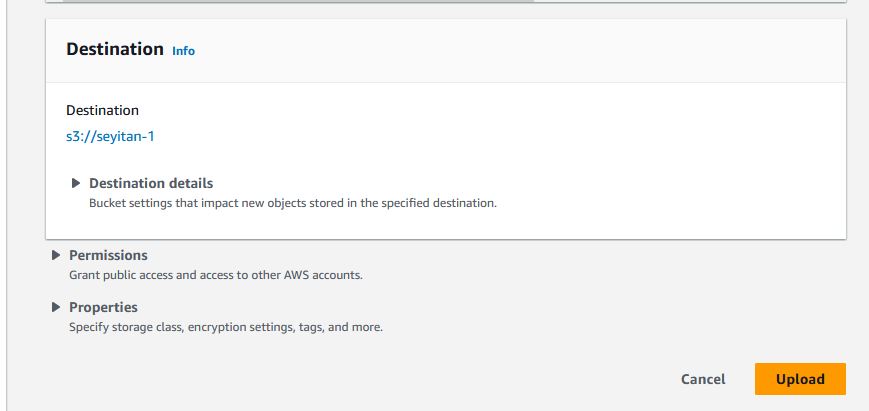 Destination Info
Destination
s3://seyitan-1
Destination details
Bucket settings that impact new objects stored in the specified destination.
Permissions
Grant public access and access to other AWS accounts.
Properties
Specify storage class, encryption settings, tags, and more.
Cancel Upload